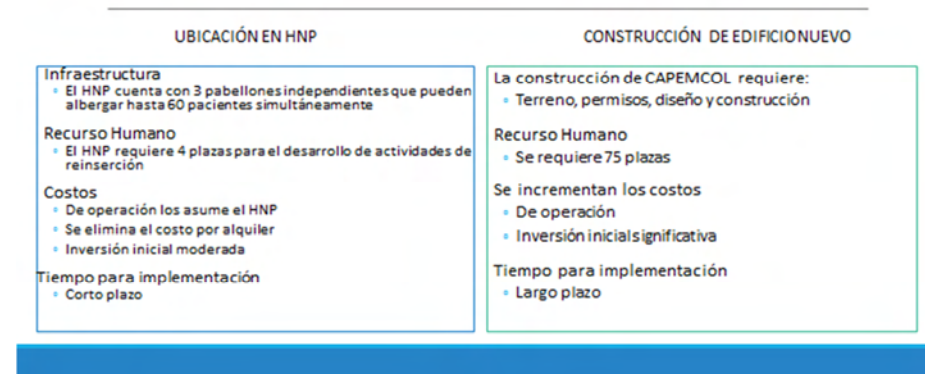 UBICACIÓN EN HNP
Infraestructura
El HNP cuenta con 3 pabellones independientes que pueden
albergar hasta 60 pacientes simultáneamente
Recurso Humano
El HNP requiere 4 plazas para el desarrollo de actividades de
reinserción
Costos
De operación los asume el HNP
Se elimina el costo por alquiler
Inversión inicial moderada
Tiempo para implementación
Corto plazo
CONSTRUCCIÓN DE EDIFICIO NUEVO
La construcción de CAPEMCOL requiere:
Terreno, permisos, diseño y construcción
Recurso Humano
Se requiere 75 plazas
Se incrementan los costos
De operación
Inversión inicial significativa
Tiempo para implementación
Largo plazo